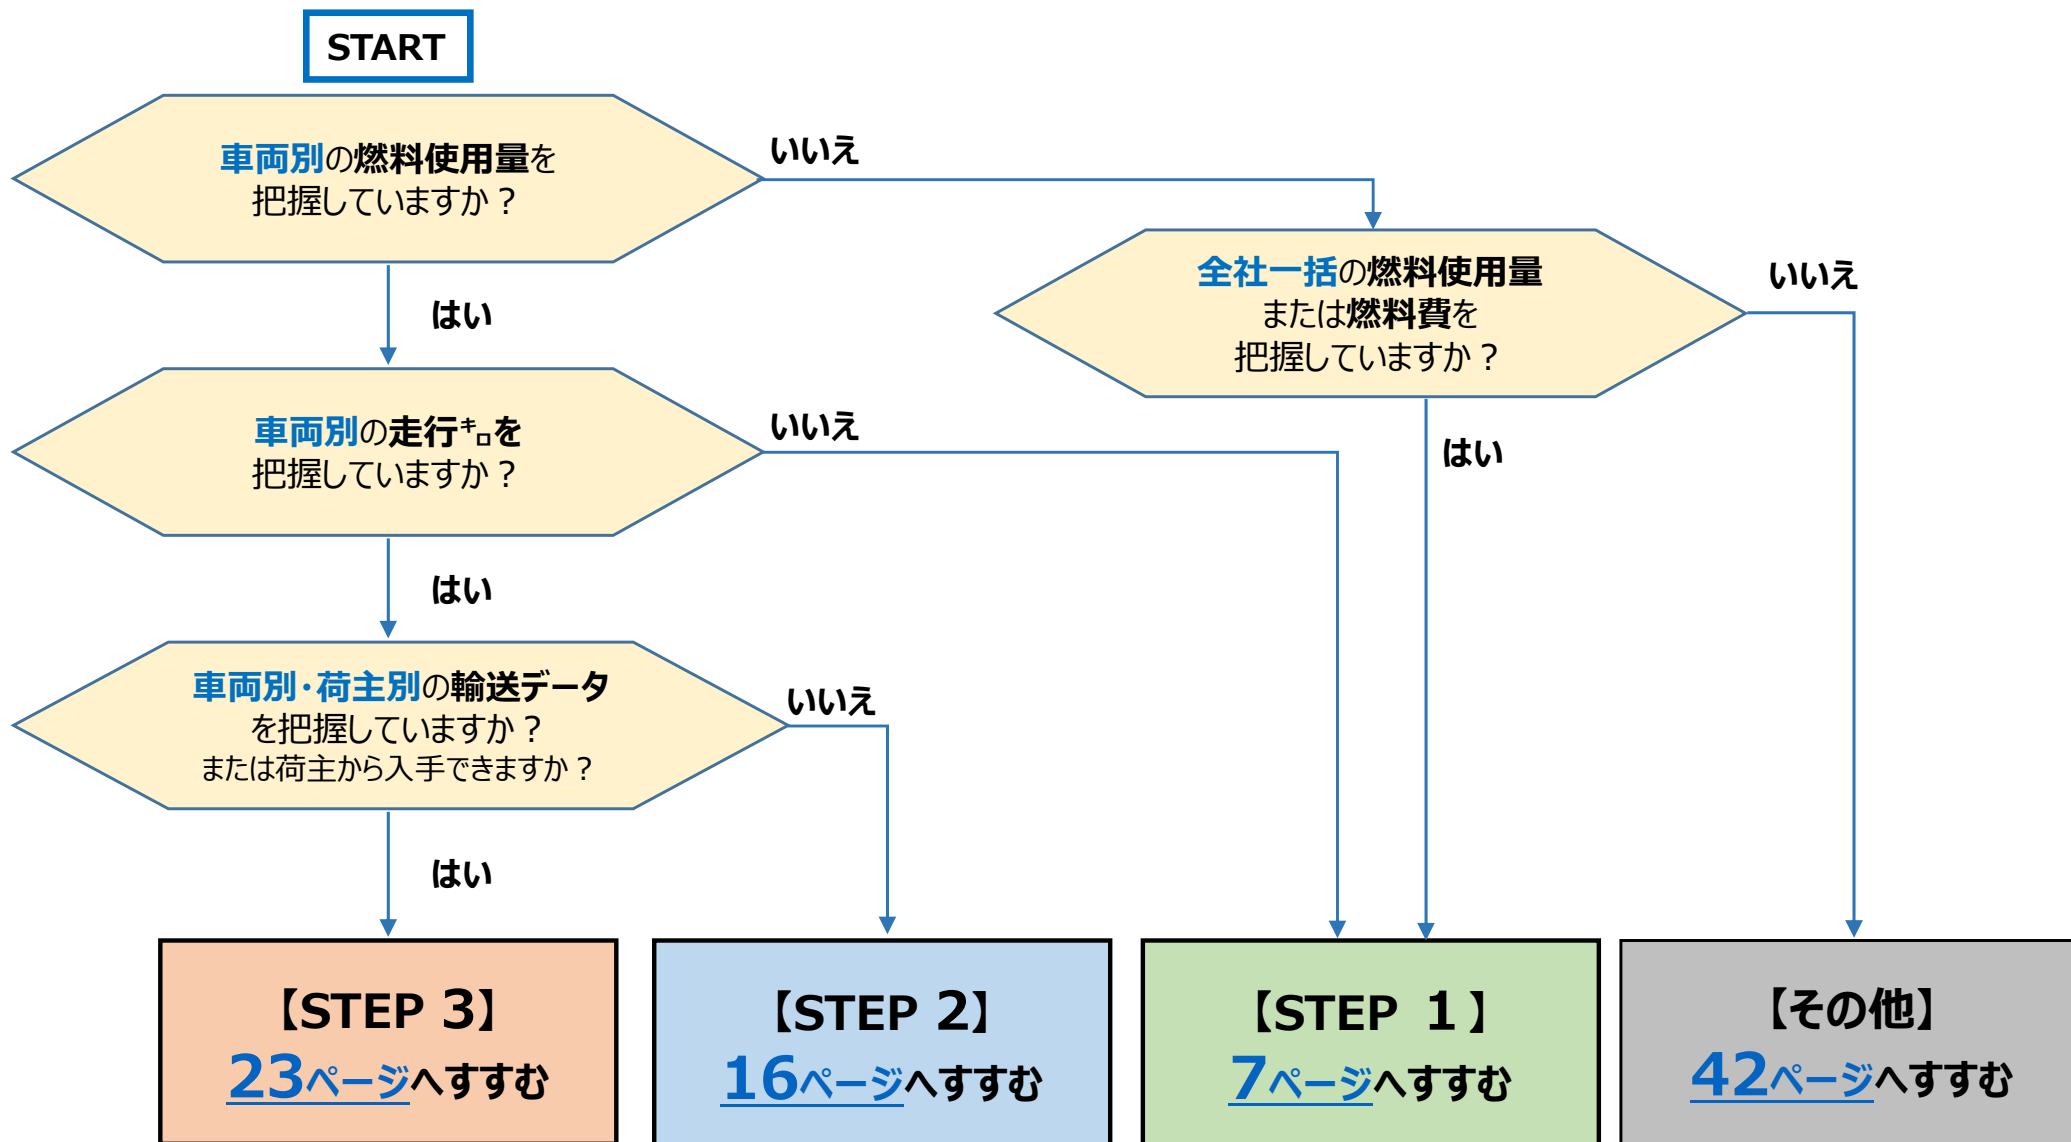 START
車両別の燃料使用量を
把握していますか？
いいえ
はい
全社一括の燃料使用量
または燃料費を
把握していますか？
いいえ
はい
車両別の走行㌔を
把握していますか？
いいえ
はい
車両別・荷主別の輸送データ
を把握していますか？
または荷主から入手できますか？
いいえ
はい
【STEP 3】
23ページへすすむ
【STEP 2】
16ページへすすむ
【STEP 1】
7ページへすすむ
【その他】
42ページへすすむ